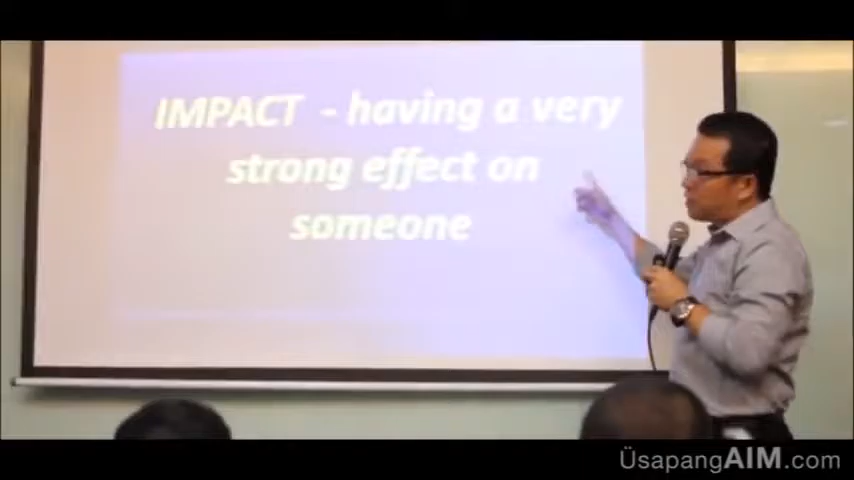 IMPACT - having a very
strong effect on
someone
ÜsapangAIM.com